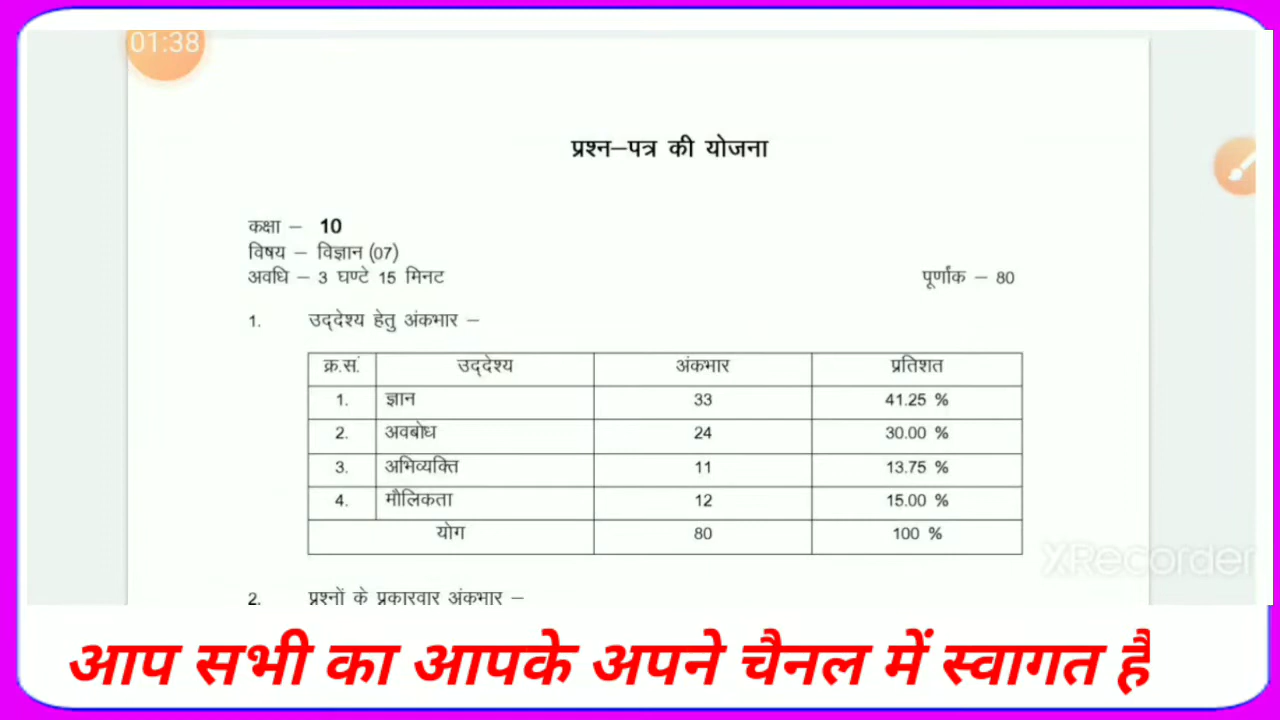 01:38
प्रश्न–पत्र की योजना
कक्षा – 10
विषय – विज्ञान (07)
अवधि – 3 घण्टे 15 मिनट पूर्णांक – 80
1. उद्देश्य हेतु अंकभार –
क्र.सं. उद्देश्य अंकभार प्रतिशत
1. ज्ञान 33 41.25 %
2. अवबोध 24 30.00 %
3. अभिव्यक्ति 11 13.75 %
4. मौलिकता 12 15.00 %
योग 80 100 %
XRecorder
2. प्रश्नों के प्रकारवार अंकभार –
आप सभी का आपके अपने चैनल में स्वागत है